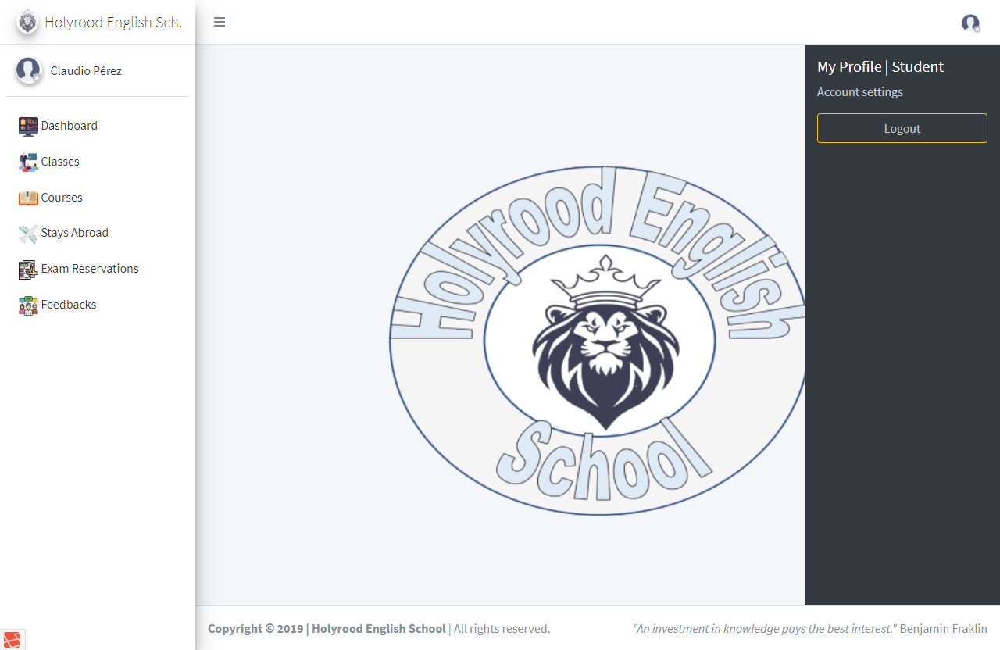 Holyrood English Sch.
Claudio Pérez
Dashboard
Classes
Courses
Stays Abroad
Exam Reservations
Feedbacks
Holyrood English
School
My Profile | Student
Account settings
Logout
Copyright © 2019 | Holyrood English School | All rights reserved.
"An investment in knowledge pays the best interest." Benjamin Fraklin